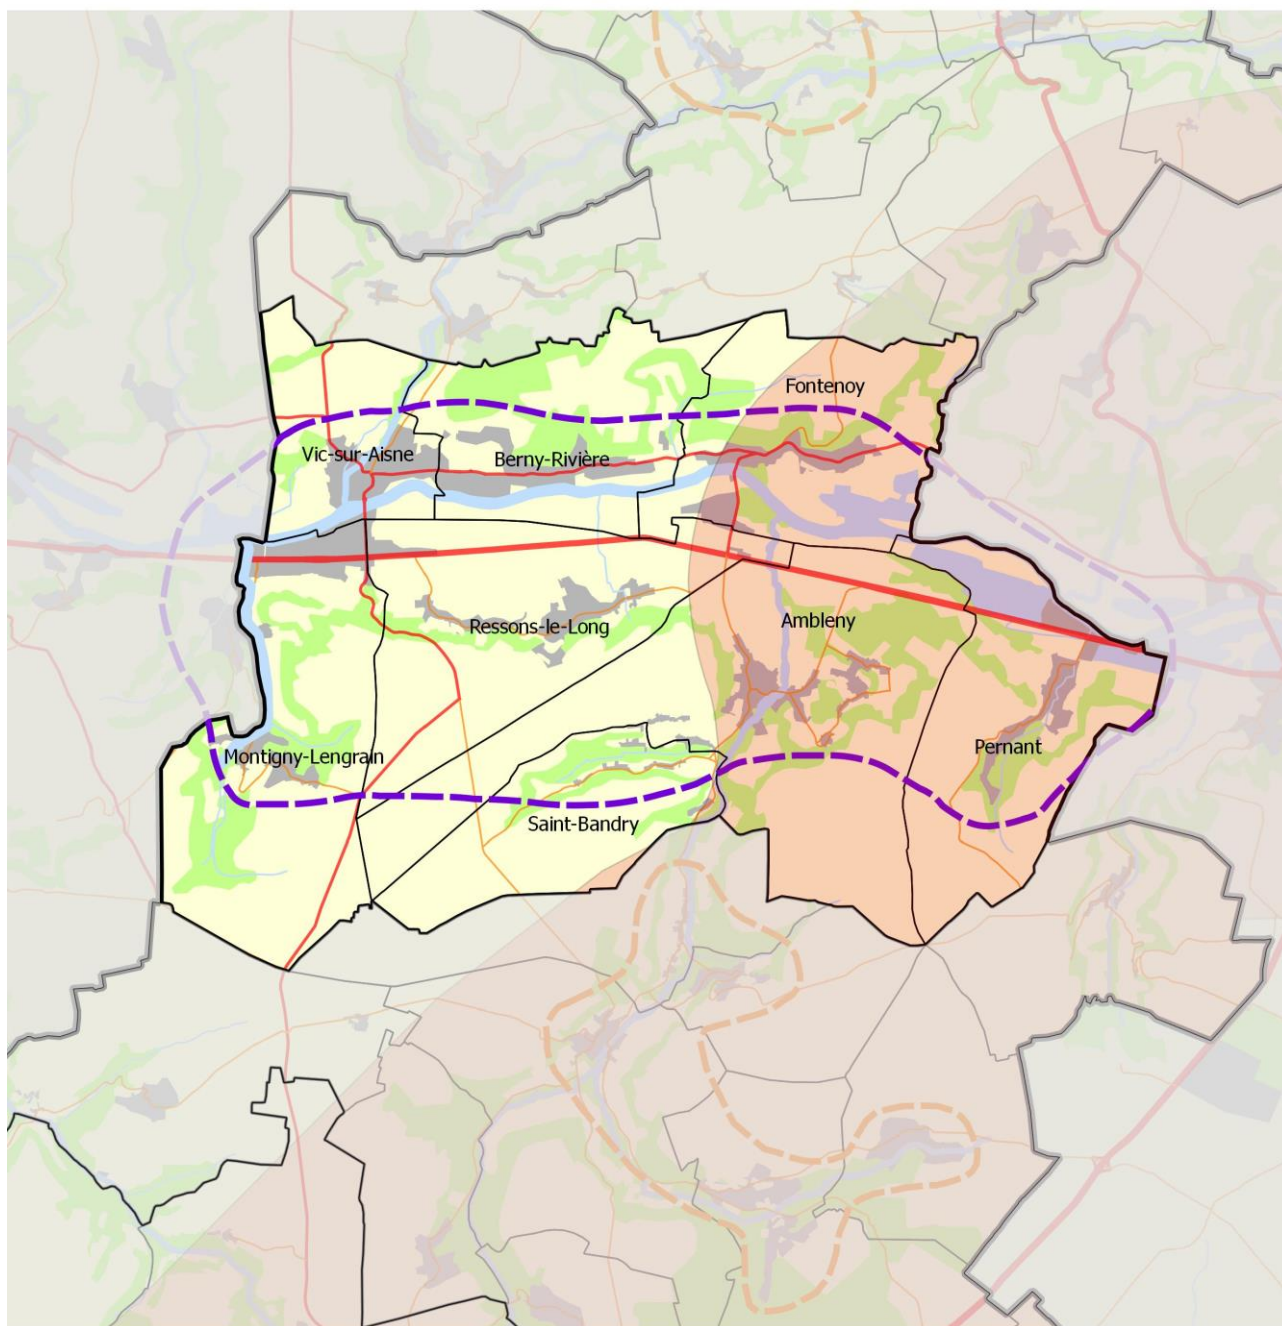 Fontenoy
Vic-sur-Aisne
Berny-Rivière
Ressons-le-Long
Ambleny
Pernant
Montigny-Lengrain
Saint-Bandry